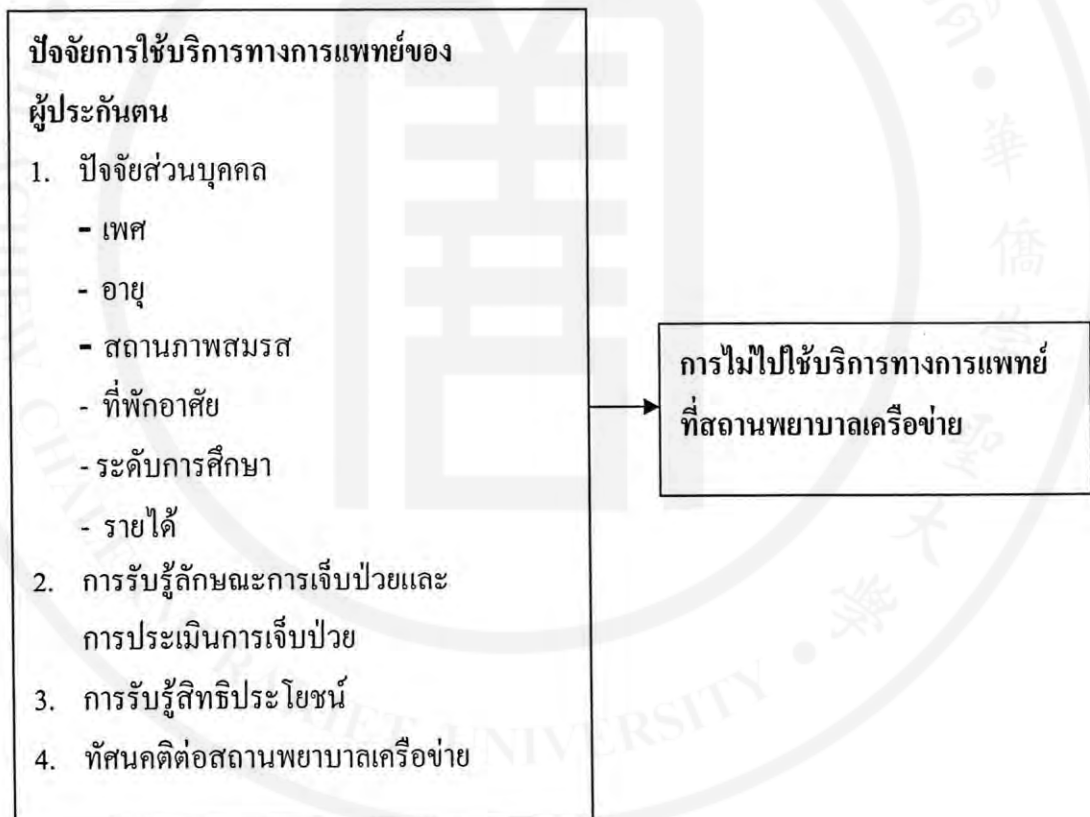 ปัจจัยการใช้บริการทางการแพทย์ของ
ผู้ประกันตน
1. ปัจจัยส่วนบุคคล
- เพศ
- อายุ
- สถานภาพสมรส
- ที่พักอาศัย
- ระดับการศึกษา
- รายได้
2. การรับรู้ลักษณะการเจ็บป่วยและ
การประเมินการเจ็บป่วย
3. การรับรู้สิทธิประโยชน์
4. ทัศนคติต่อสถานพยาบาลเครือข่าย
การไม่ไปใช้บริการทางการแพทย์
ที่สถานพยาบาลเครือข่าย
華
僑
崇
聖
大
學
UNIVERSITY